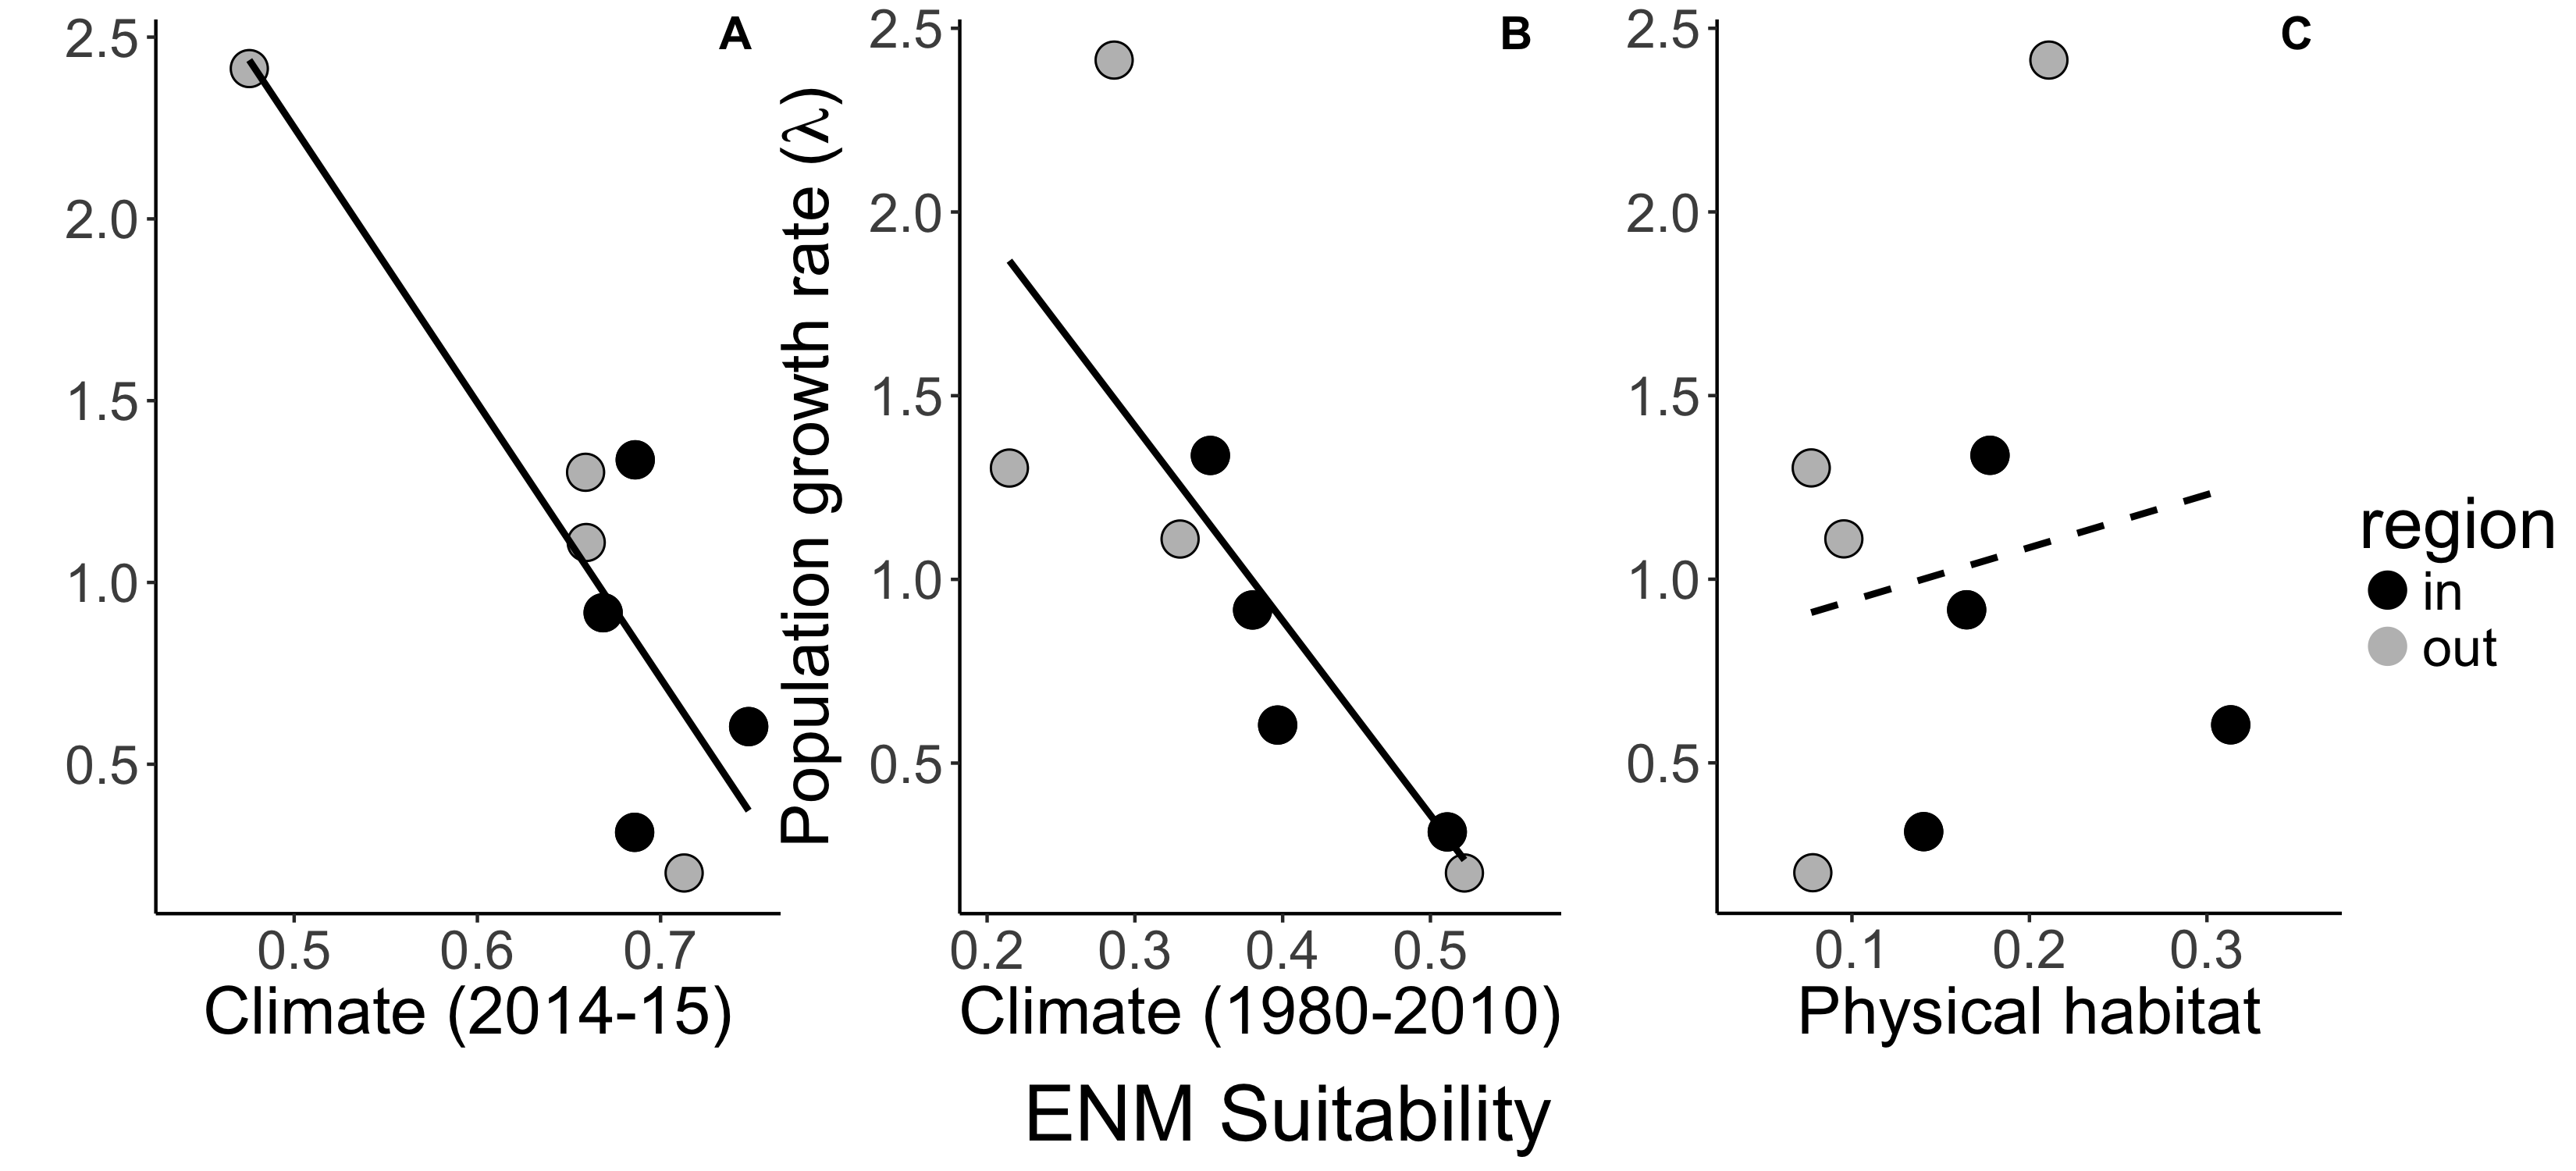 A
2.5
2.0
1.5
1.0
0.5
0.5 0.6 0.7
Climate (2014-15)
Population growth rate (λ)
B
2.5
2.0
1.5
1.0
0.5
0.2 0.3 0.4 0.5
Climate (1980-2010)
C
2.5
2.0
1.5
1.0
0.5
0.1 0.2 0.3
Physical habitat
region
in
out
ENM Suitability